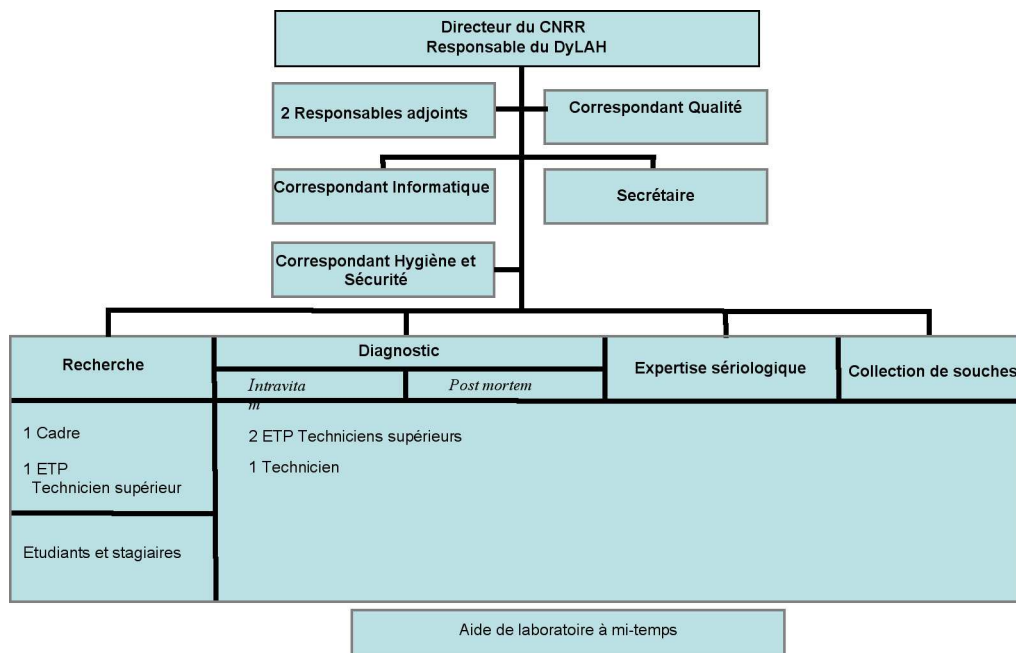 Directeur du CNRR
Responsable du DyLAH
2 Responsables adjoints
Correspondant Qualité
Correspondant Informatique
Secrétaire
Correspondant Hygiène et
Sécurité
Recherche
Diagnostic
Expertise sériologique
Collection de souches
Intravita
m
Post mortem
1 Cadre
1 ETP
Technicien supérieur
2 ETP Techniciens supérieurs
1 Technicien
Etudiants et stagiaires
Aide de laboratoire à mi-temps